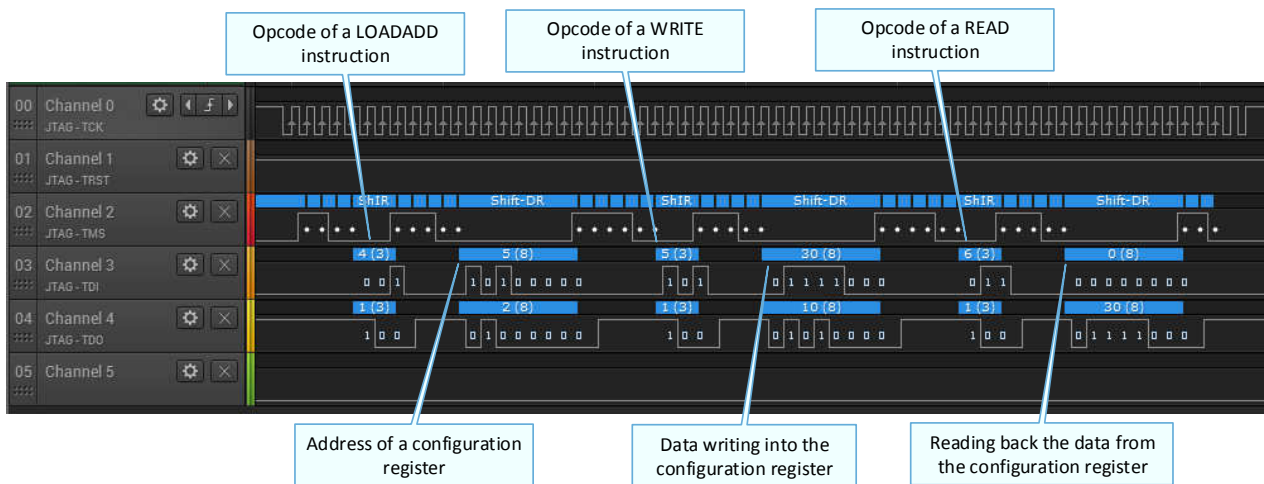 Opcode of a LOADADD
instruction
Opcode of a WRITE
instruction
Opcode of a READ
instruction
00 Channel 0
JTAG - TCK
01 Channel 1
JTAG - TRST
02 Channel 2
JTAG - TMS
ShIR Shift-DR ShIR Shift-DR ShIR Shift-DR
03 Channel 3
JTAG - TDI
4 (3) 5 (8) 5 (3) 30 (8) 6 (3) 0 (8)
0 0 1 1 0 1 0 0 0 0 0 1 0 1 0 1 1 1 1 0 0 0 0 1 1 0 0 0 0 0 0 0 0
04 Channel 4
JTAG - TDO
1 (3) 2 (8) 1 (3) 10 (8) 1 (3) 30 (8)
1 0 0 0 1 0 0 0 0 0 0 1 0 0 0 1 0 1 0 0 0 0 1 0 0 0 1 1 1 1 0 0 0
05 Channel 5
Address of a configuration
register
Data writing into the
configuration register
Reading back the data from
the configuration register